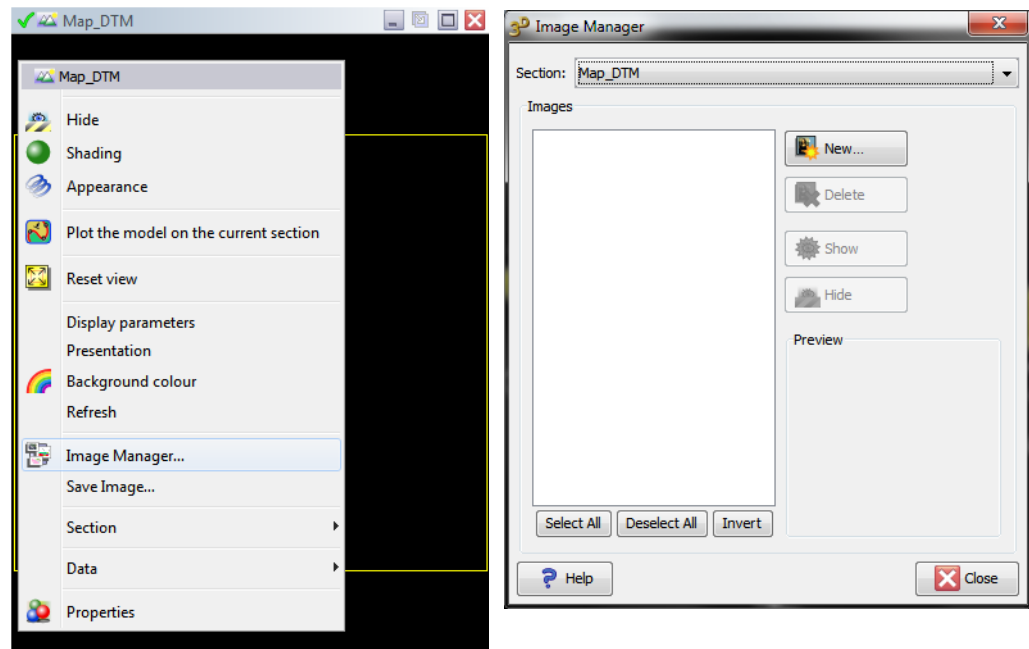 Map_DTM
Map_DTM
Hide
Shading
Appearance
Plot the model on the current section
Reset view
Display parameters
Presentation
Background colour
Refresh
Image Manager...
Save Image...
Section
Data
Properties
3D Image Manager
Section: Map_DTM
Images
New...
Delete
Show
Hide
Preview
Select All Deselect All Invert
Help Close